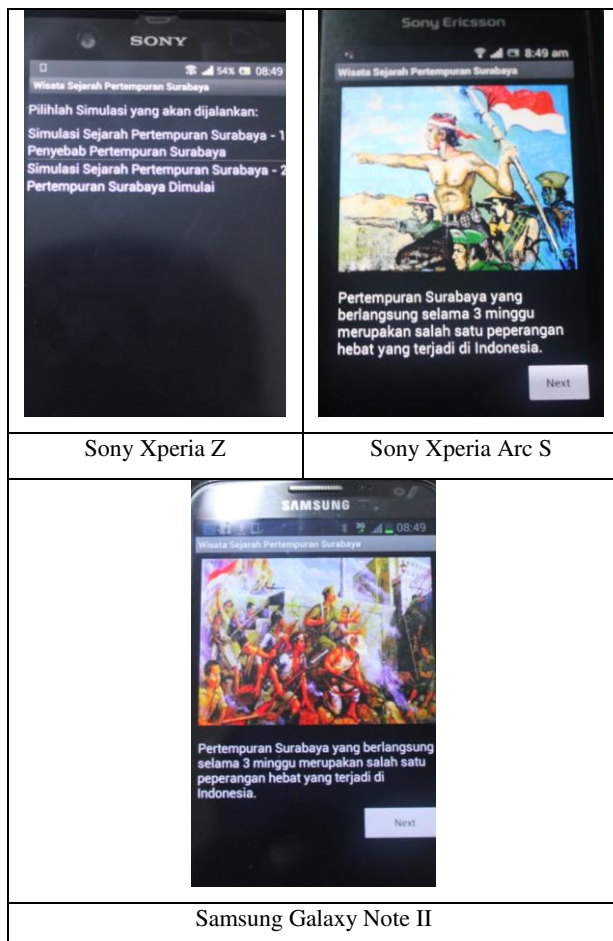 SONY
54% 08:49
Wisata Sejarah Pertempuran Surabaya
Pilihlah Simulasi yang akan dijalankan:
Simulasi Sejarah Pertempuran Surabaya - 1
Penyebab Pertempuran Surabaya
Simulasi Sejarah Pertempuran Surabaya - 2
Pertempuran Surabaya Dimulai
Sony Xperia Z
Sony Ericsson
8:49 am
Wisata Sejarah Pertempuran Surabaya
Pertempuran Surabaya yang
berlangsung selama 3 minggu
merupakan salah satu peperangan
hebat yang terjadi di Indonesia.
Next
Sony Xperia Arc S
SAMSUNG
08:49
Wisata Sejarah Pertempuran Surabaya
Pertempuran Surabaya yang berlangsung
selama 3 minggu merupakan salah satu
peperangan hebat yang terjadi di
Indonesia.
Next
Samsung Galaxy Note II